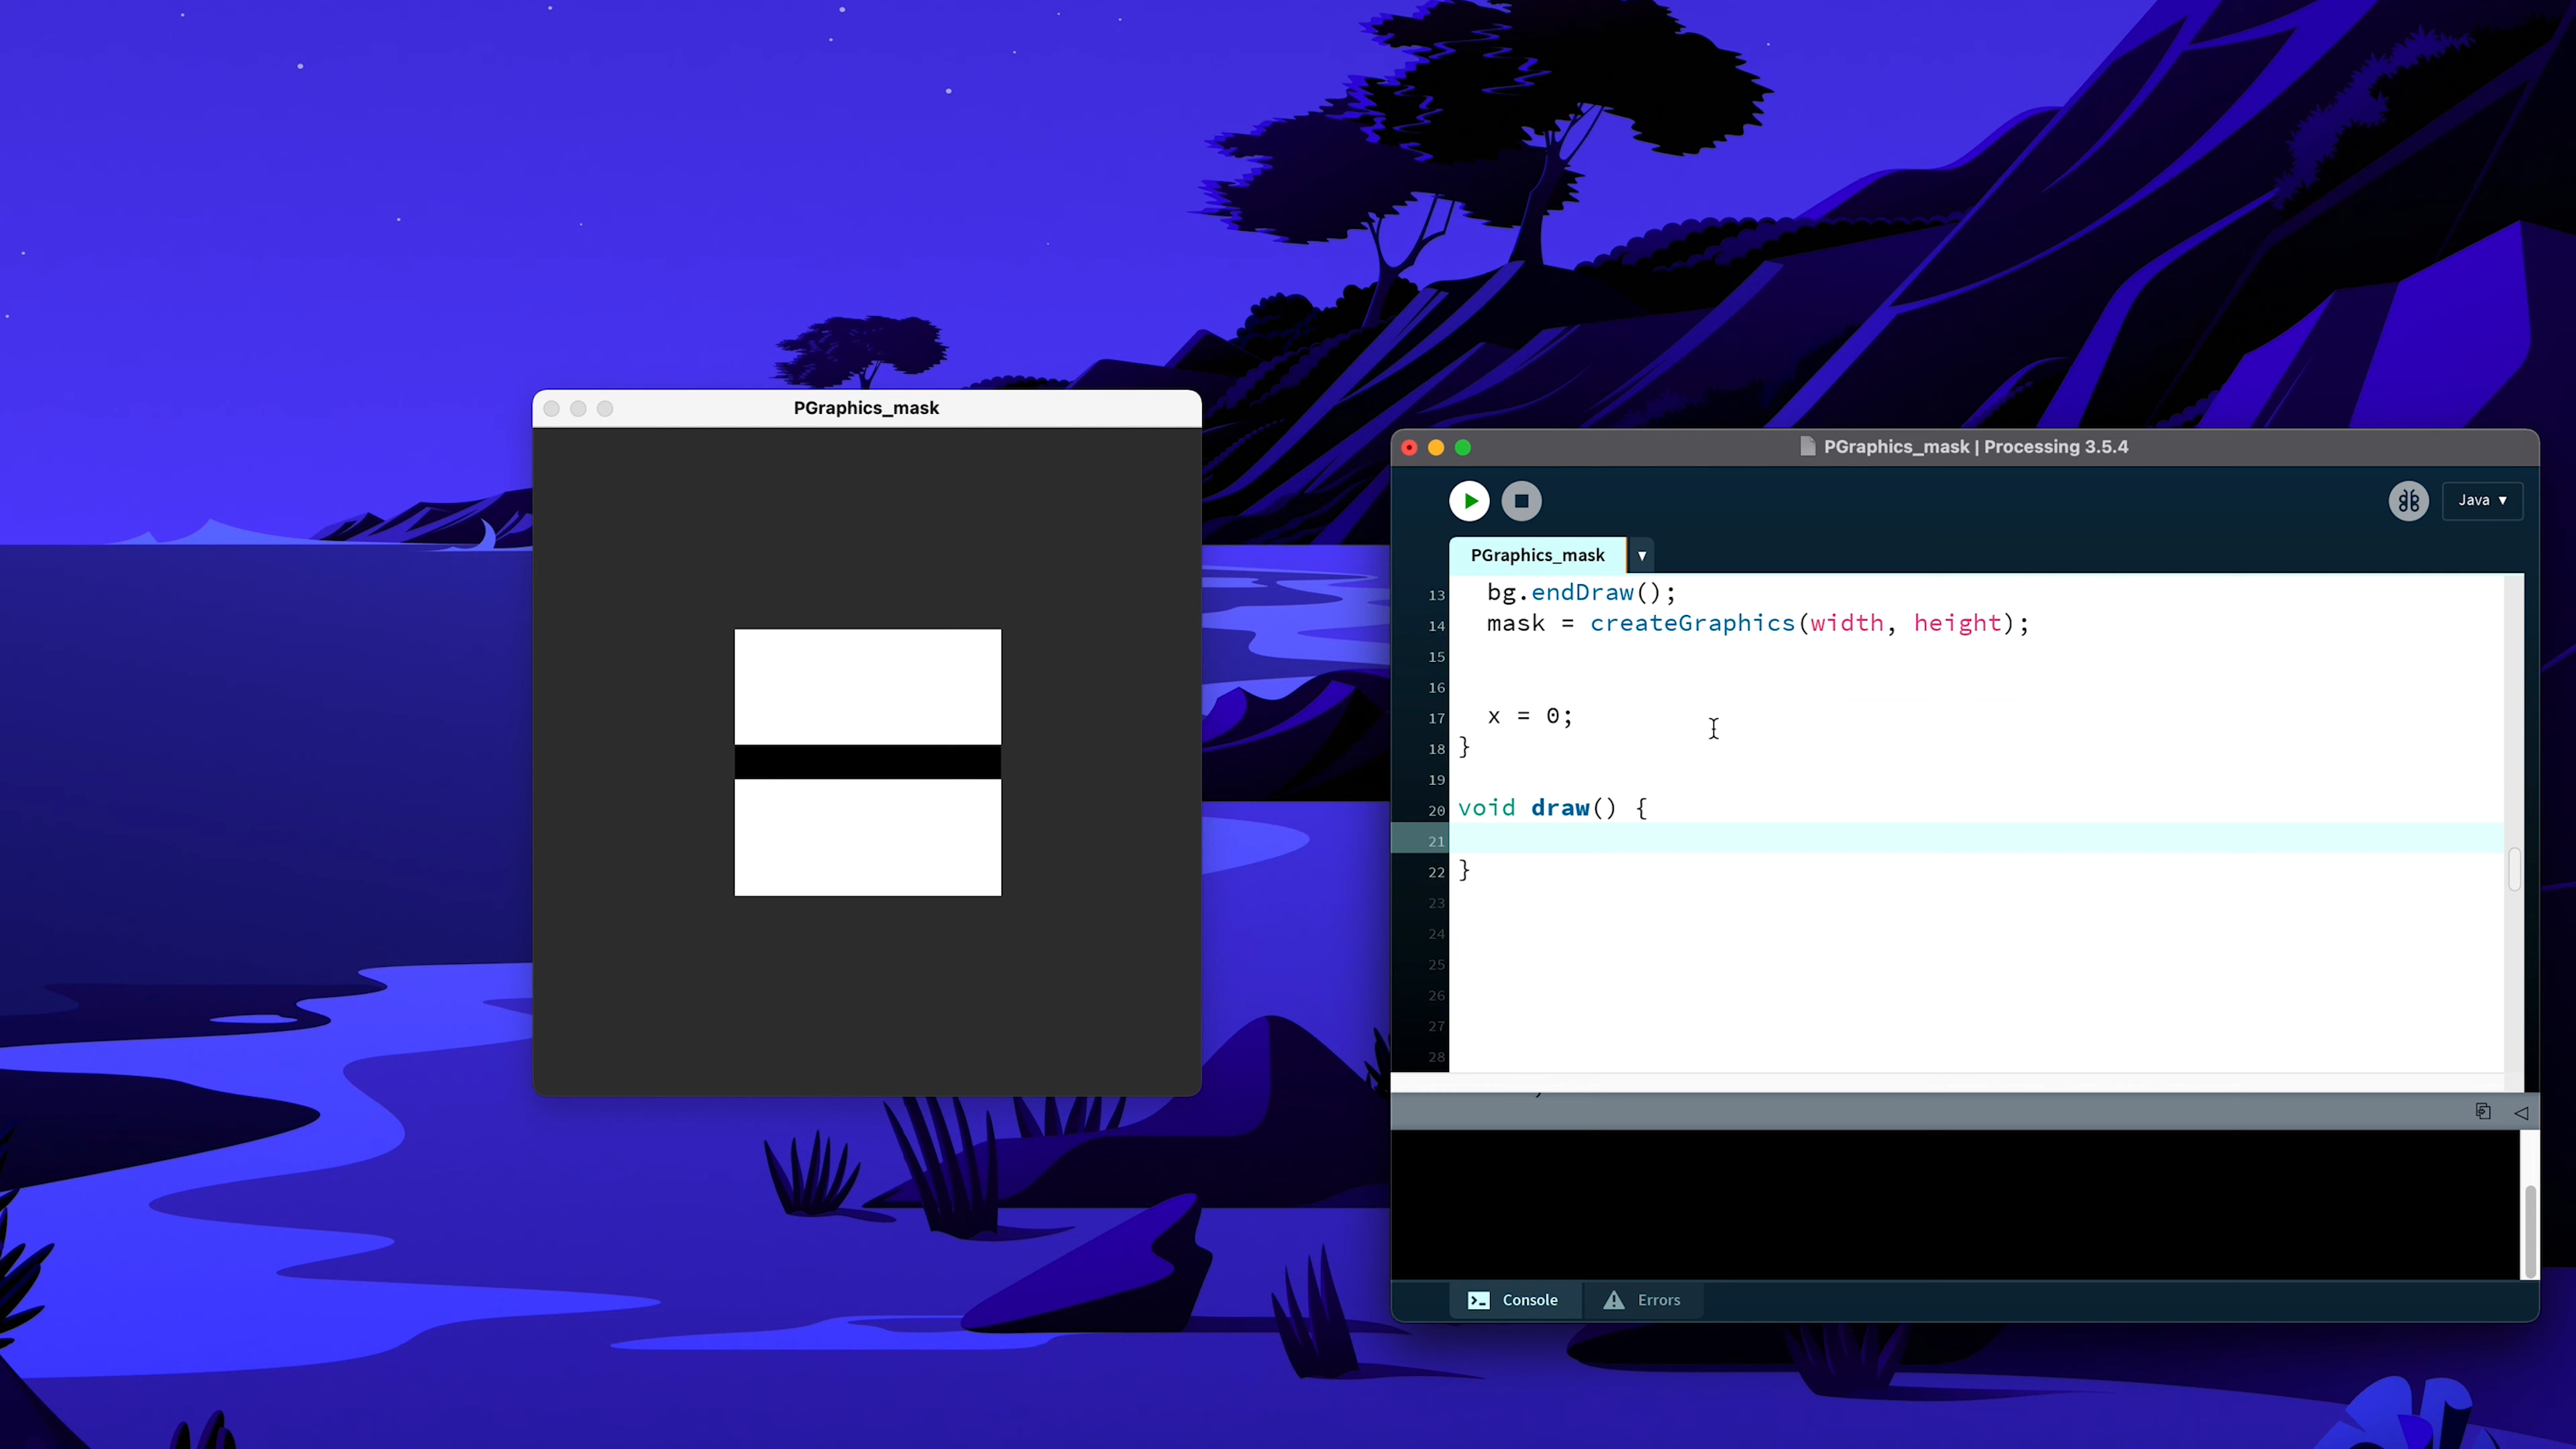 PGraphics_mask
PGraphics_mask | Processing 3.5.4
Java ▼
PGraphics_mask ▼
13 bg.endDraw();
14 mask = createGraphics(width, height);
15
16
17 x = 0;
18 }
19
20 void draw() {
21
22 }
23
24
25
26
27
28
Console
Errors